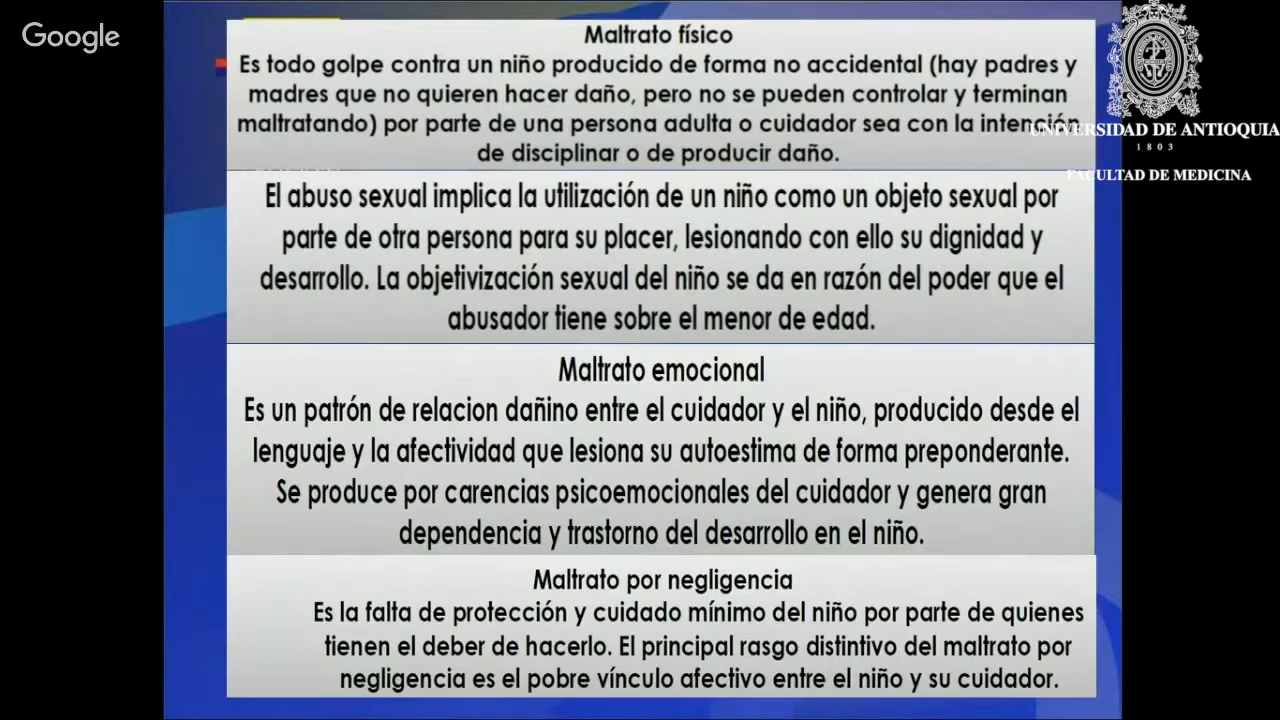 Google
Maltrato físico
Es todo golpe contra un niño producido de forma no accidental (hay padres y
madres que no quieren hacer daño, pero no se pueden controlar y terminan
maltratando) por parte de una persona adulta o cuidador sea con la intención
de disciplinar o de producir daño.
UNIVERSIDAD DE ANTIOQUIA
1803
FACULTAD DE MEDICINA
El abuso sexual implica la utilización de un niño como un objeto sexual por
parte de otra persona para su placer, lesionando con ello su dignidad y
desarrollo. La objetivización sexual del niño se da en razón del poder que el
abusador tiene sobre el menor de edad.
Maltrato emocional
Es un patrón de relacion dañino entre el cuidador y el niño, producido desde el
lenguaje y la afectividad que lesiona su autoestima de forma preponderante.
Se produce por carencias psicoemocionales del cuidador y genera gran
dependencia y trastorno del desarrollo en el niño.
Maltrato por negligencia
Es la falta de protección y cuidado mínimo del niño por parte de quienes
tienen el deber de hacerlo. El principal rasgo distintivo del maltrato por
negligencia es el pobre vínculo afectivo entre el niño y su cuidador.